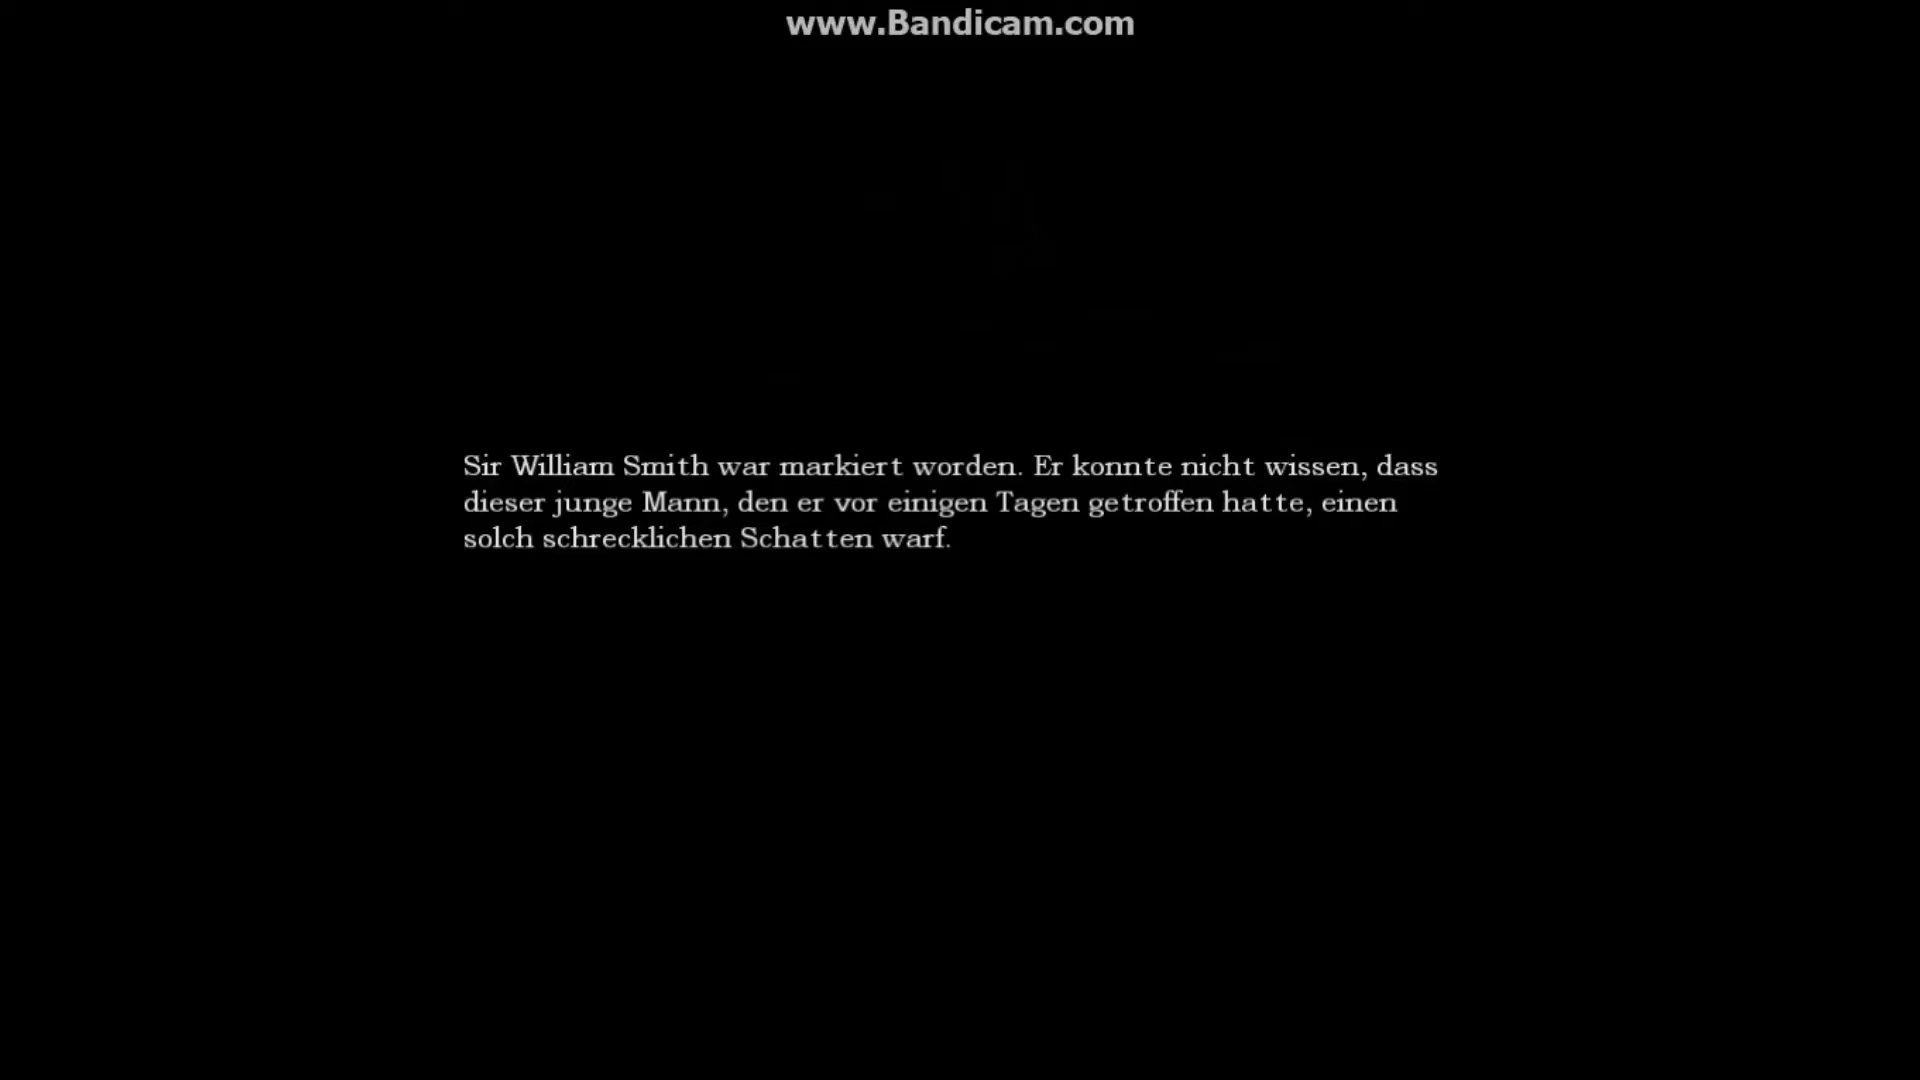 www.Bandicam.com
Sir William Smith war markiert worden. Er konnte nicht wissen, dass
dieser junge Mann, den er vor einigen Tagen getroffen hatte, einen
solch schrecklichen Schatten warf.